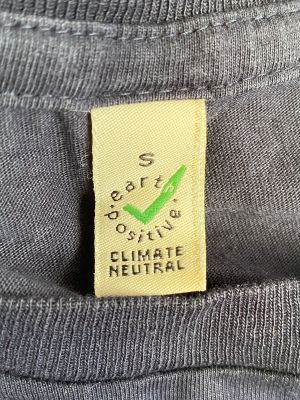 S
earth
positive
CLIMATE
NEUTRAL